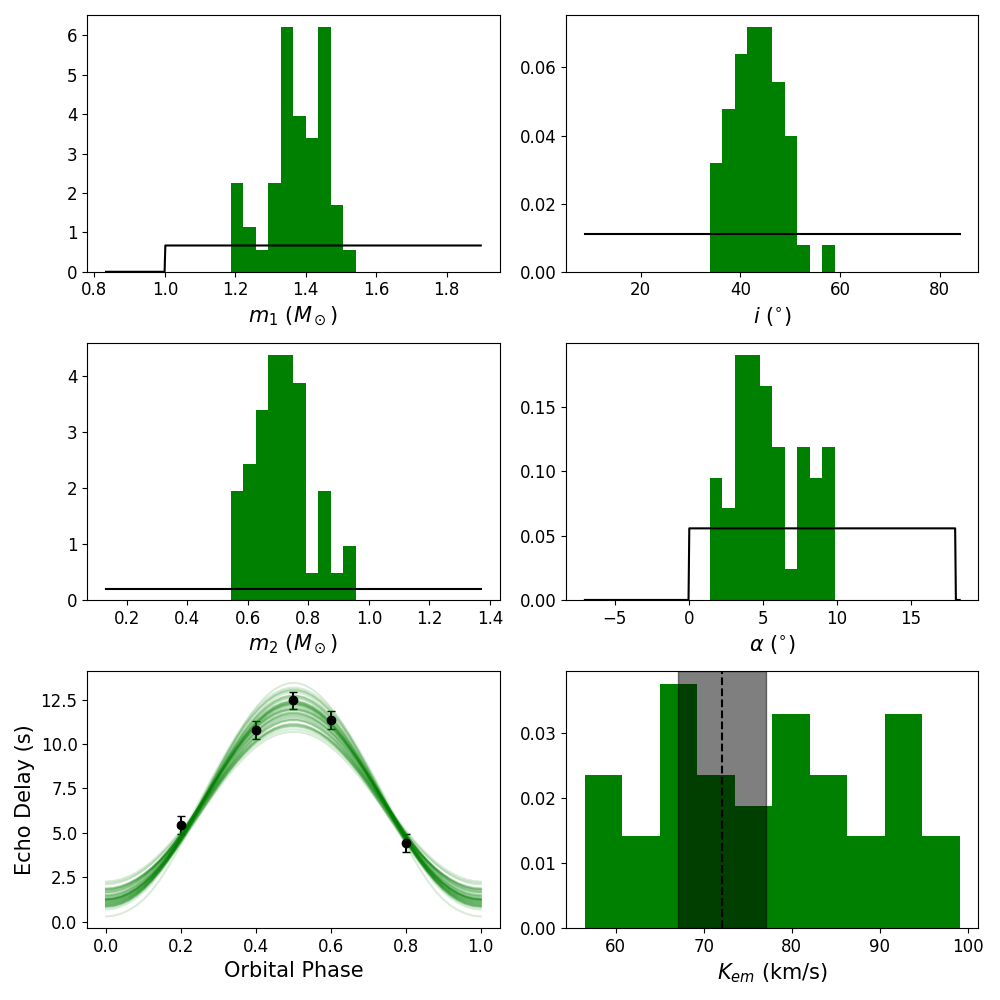 6
5
4
3
2
1
0
0.8 1.0 1.2 1.4 1.6 1.8
m₁ (M⊙)
0.06
0.04
0.02
0.00
20 40 60 80
i (°)
4
3
2
1
0
0.2 0.4 0.6 0.8 1.0 1.2 1.4
m₂ (M⊙)
0.15
0.10
0.05
0.00
−5 0 5 10 15
α (°)
Echo Delay (s)
12.5
10.0
7.5
5.0
2.5
0.0
0.0 0.2 0.4 0.6 0.8 1.0
Orbital Phase
0.03
0.02
0.01
0.00
60 70 80 90 100
Kₑₘ (km/s)